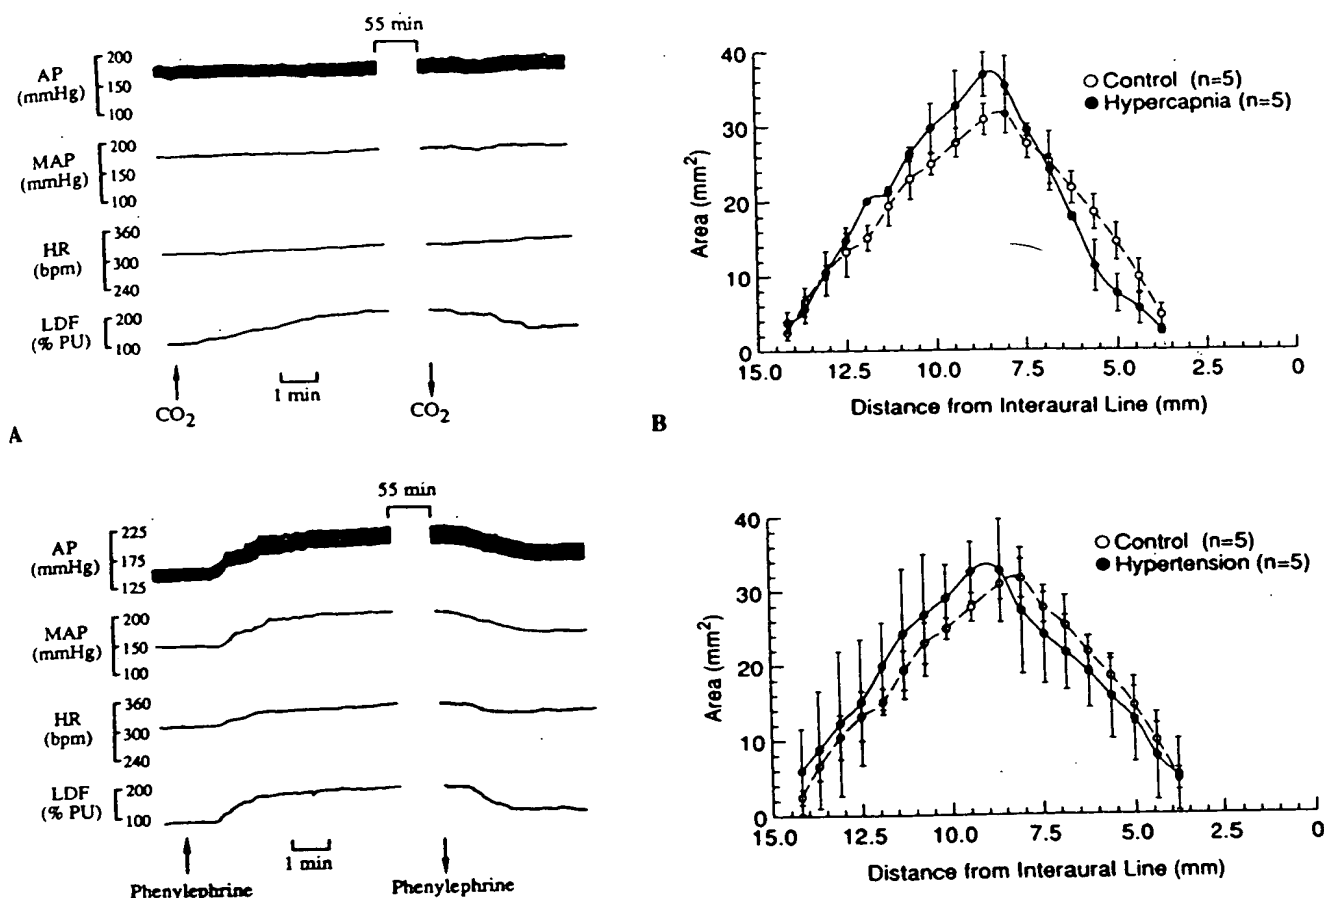 55 min
AP
(mmHg)
200
150
100
MAP
(mmHg)
200
150
100
HR
(bpm)
360
300
240
LDF
(% PU)
200
100
1 min
CO2
CO2
A
40
30
20
10
0
Area (mm2)
Control (n=5)
Hypercapnia (n=5)
15.0 12.5 10.0 7.5 5.0 2.5 0
Distance from Interaural Line (mm)
B
55 min
AP
(mmHg)
225
175
125
MAP
(mmHg)
200
150
100
HR
(bpm)
360
300
240
LDF
(% PU)
200
100
1 min
Phenylephrine
Phenylephrine
40
30
20
10
0
Area (mm2)
Control (n=5)
Hypertension (n=5)
15.0 12.5 10.0 7.5 5.0 2.5 0
Distance from Interaural Line (mm)